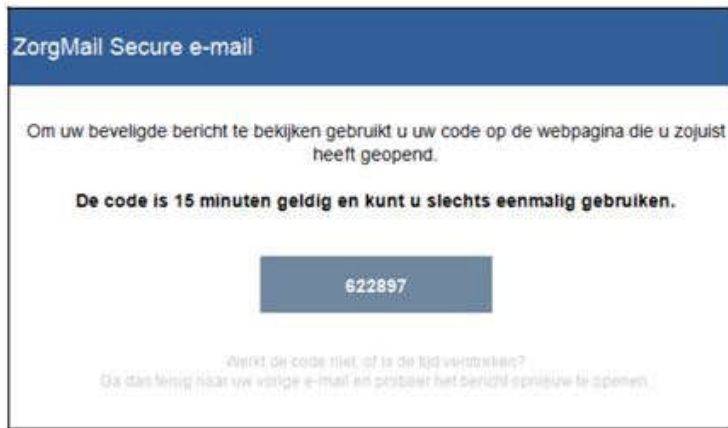 ZorgMail Secure e-mail
Om uw beveligde bericht te bekijken gebruikt u uw code op de webpagina die u zojuist
heeft geopend.
De code is 15 minuten geldig en kunt u slechts eenmalig gebruiken.
622897
Werkt de code niet, of is de tijd verstreken?
Ga dan terug naar uw vorige e-mail en probeer het bericht opnieuw te openen.